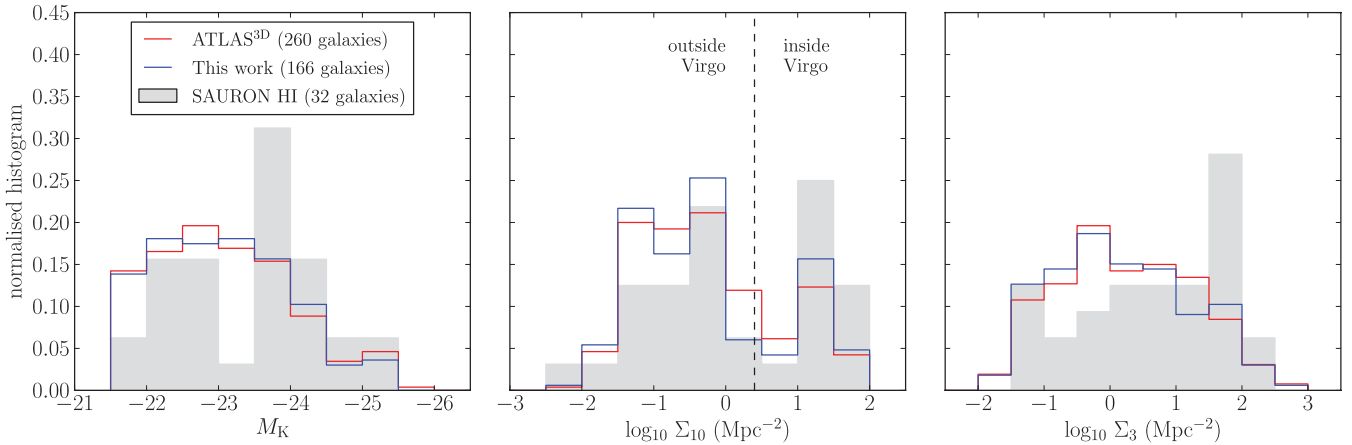 normalised histogram
0.45
0.40
0.35
0.30
0.25
0.20
0.15
0.10
0.05
0.00
ATLAS³ᴰ (260 galaxies)
This work (166 galaxies)
SAURON HI (32 galaxies)
−21 −22 −23 −24 −25 −26
M_K
outside Virgo
inside Virgo
−3 −2 −1 0 1 2
log₁₀ Σ₁₀ (Mpc⁻²)
−2 −1 0 1 2 3
log₁₀ Σ₃ (Mpc⁻²)